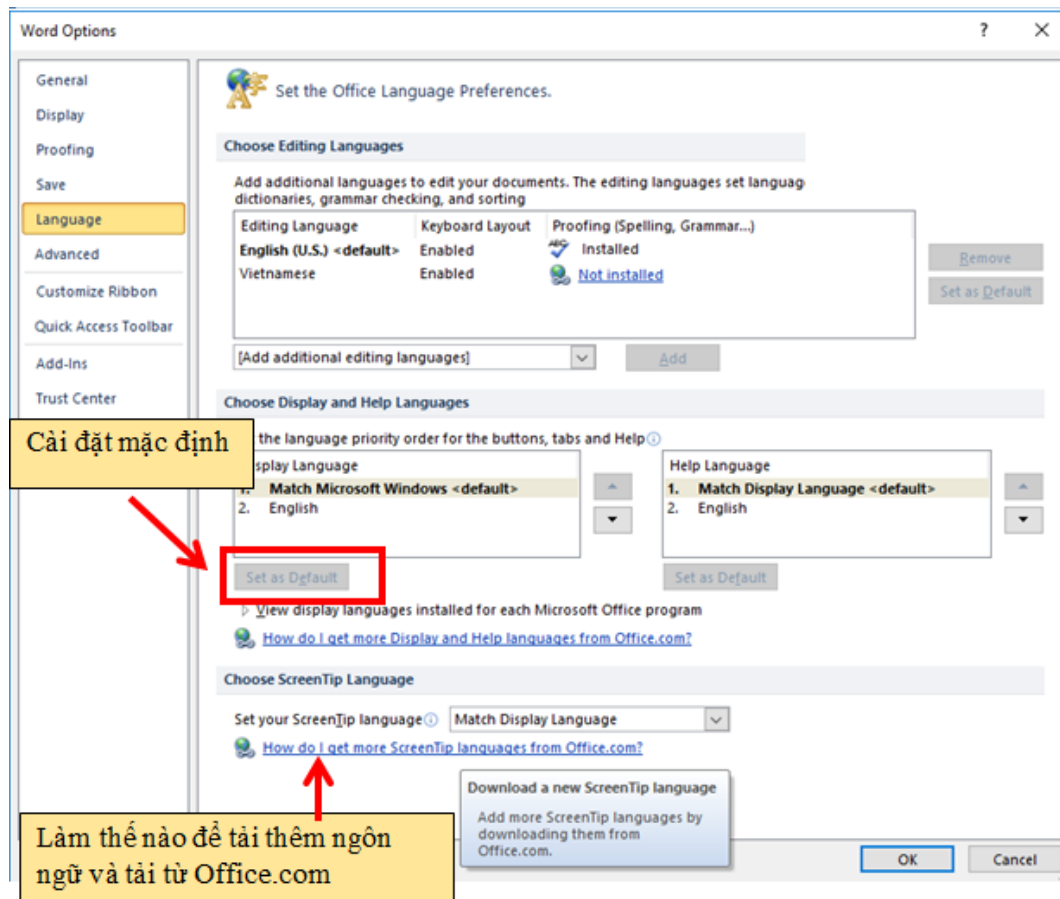 Word Options
?
General
Display
Proofing
Save
Language
Advanced
Customize Ribbon
Quick Access Toolbar
Add-Ins
Trust Center
Set the Office Language Preferences.
Choose Editing Languages
Add additional languages to edit your documents. The editing languages set languag
dictionaries, grammar checking, and sorting
Editing Language Keyboard Layout Proofing (Spelling, Grammar...)
English (U.S.) <default> Enabled Installed
Vietnamese Enabled Not installed
Remove
Set as Default
[Add additional editing languages] Add
Choose Display and Help Languages
Cài đặt mặc định
the language priority order for the buttons, tabs and Help
splay Language
1. Match Microsoft Windows <default>
2. English
Set as Default
Help Language
1. Match Display Language <default>
2. English
Set as Default
View display languages installed for each Microsoft Office program
How do I get more Display and Help languages from Office.com?
Choose ScreenTip Language
Set your ScreenTip language Match Display Language
How do I get more ScreenTip languages from Office.com?
Download a new ScreenTip language
Add more ScreenTip languages by
downloading them from
Office.com.
Làm thế nào để tải thêm ngôn
ngữ và tải từ Office.com
OK Cancel